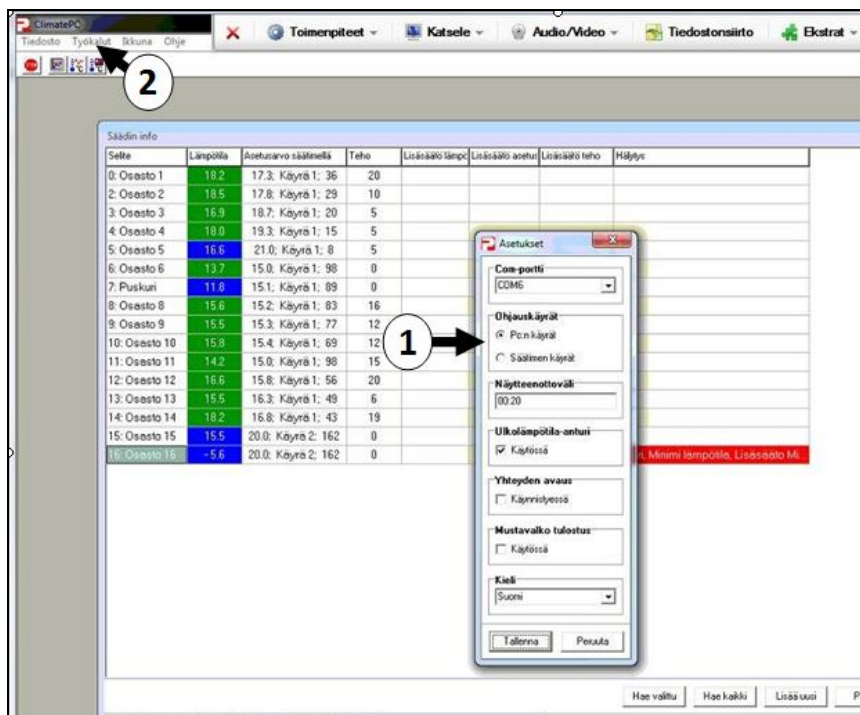 ClimatePC
Tiedosto Työkalut Ikkuna Ohje
Toimenpiteet Katsele Audio/Video Tiedostonsiirto Ekstrat
2
Säädin info
Selite Lämpötila Asetusarvo säätimellä Teho Lisäsäätö lämpö Lisäsäätö asetus Lisäsäätö teho Hälytys
0: Osasto 1 18.2 17.3; Käyrä 1; 36 20
2: Osasto 2 18.5 17.8; Käyrä 1; 29 10
3: Osasto 3 16.9 18.7; Käyrä 1; 20 5
4: Osasto 4 18.0 19.3; Käyrä 1; 15 5
5: Osasto 5 16.6 21.0; Käyrä 1; 8 5
6: Osasto 6 13.7 15.0; Käyrä 1; 98 0
7: Puskuri 11.8 15.1; Käyrä 1; 89 0
8: Osasto 8 15.6 15.2; Käyrä 1; 83 16
9: Osasto 9 15.5 15.3; Käyrä 1; 77 12
10: Osasto 10 15.8 15.4; Käyrä 1; 69 12
11: Osasto 11 14.2 15.0; Käyrä 1; 98 15
12: Osasto 12 16.6 15.8; Käyrä 1; 56 20
13: Osasto 13 15.5 16.3; Käyrä 1; 49 6
14: Osasto 14 18.2 16.8; Käyrä 1; 43 19
15: Osasto 15 15.5 20.0; Käyrä 2; 162 0
16: Osasto 16 -5.6 20.0; Käyrä 2; 162 0 Minimi lämpötila, Lisäsäätö Mi...
1
Asetukset
Com-portti
COM6
Ohjauskäyrät
Pc:n käyrät
Säätimen käyrät
Näytteenottoväli
00:20
Ulkolämpötila-anturi
Käytössä
Yhteyden avaus
Käynnistyessä
Mustavalko tulostus
Käytössä
Kieli
Suomi
Tallenna Peruuta
Hae valittu Hae kaikki Lisää uusi P